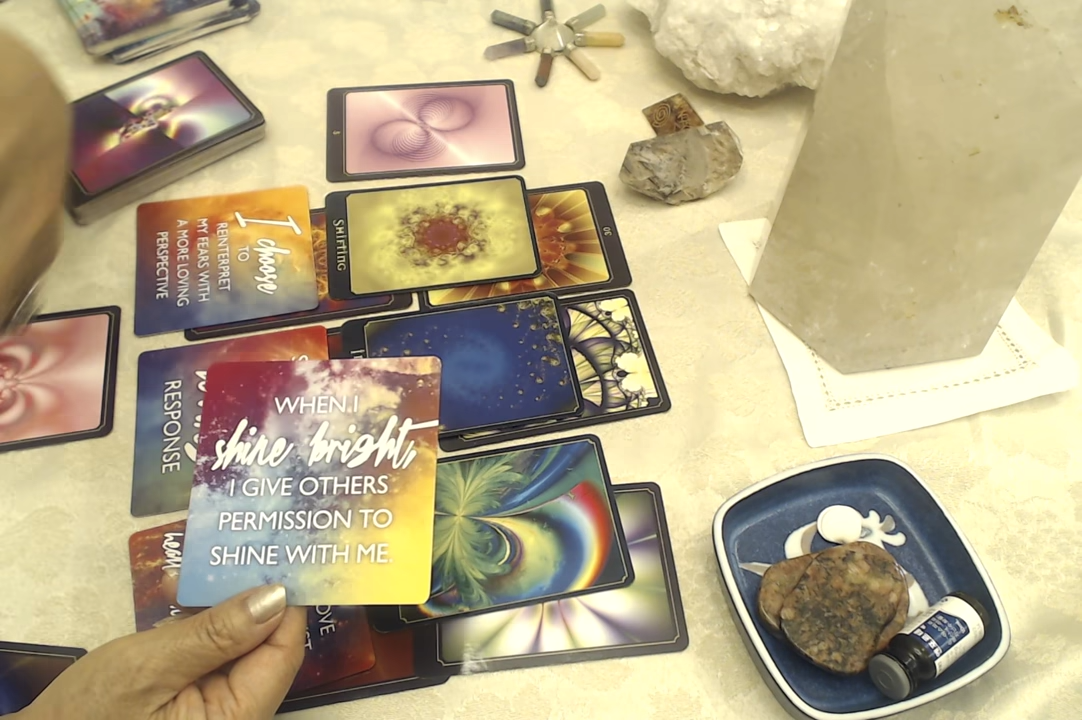 I choose
TO
REINTERPRET
MY FEARS WITH
A MORE LOVING
PERSPECTIVE
SHIFTING
RESPONSE
WHEN I
shine bright,
I GIVE OTHERS
PERMISSION TO
SHINE WITH ME.